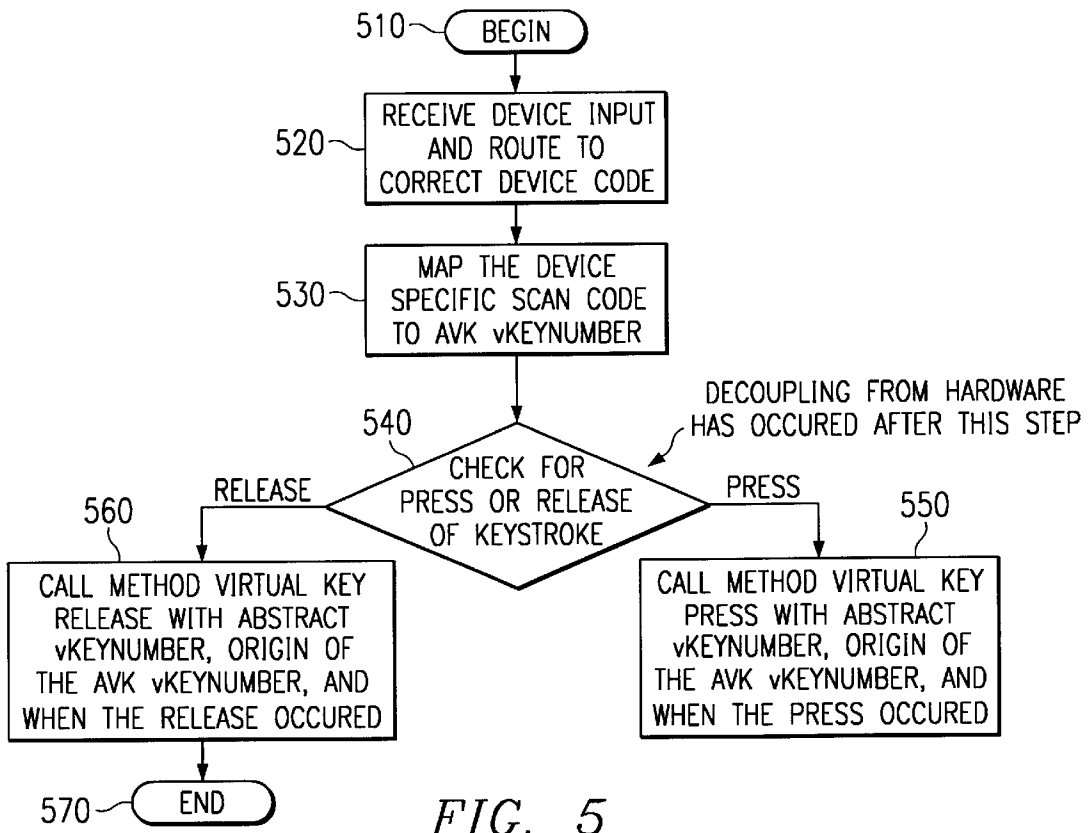 510
BEGIN
520
RECEIVE DEVICE INPUT
AND ROUTE TO
CORRECT DEVICE CODE
530
MAP THE DEVICE
SPECIFIC SCAN CODE
TO AVK vKEYNUMBER
DECOUPLING FROM HARDWARE
HAS OCCURED AFTER THIS STEP
540
CHECK FOR
PRESS OR RELEASE
OF KEYSTROKE
RELEASE
PRESS
560
CALL METHOD VIRTUAL KEY
RELEASE WITH ABSTRACT
vKEYNUMBER, ORIGIN OF
THE AVK vKEYNUMBER, AND
WHEN THE RELEASE OCCURED
550
CALL METHOD VIRTUAL KEY
PRESS WITH ABSTRACT
vKEYNUMBER, ORIGIN OF
THE AVK vKEYNUMBER, AND
WHEN THE PRESS OCCURED
570
END
FIG. 5